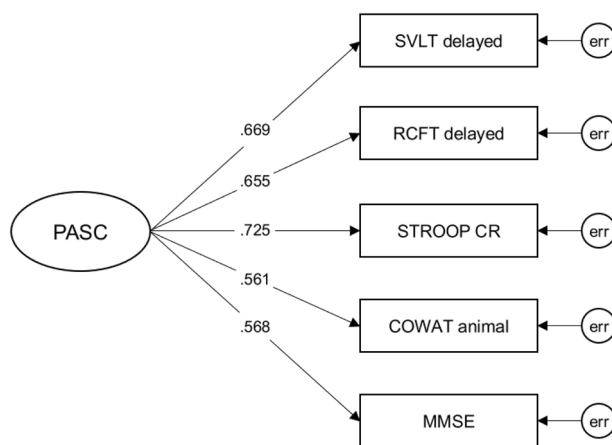 SVLT delayed
err
.669
RCFT delayed
err
.655
PASC
.725
STROOP CR
err
.561
COWAT animal
err
.568
MMSE
err